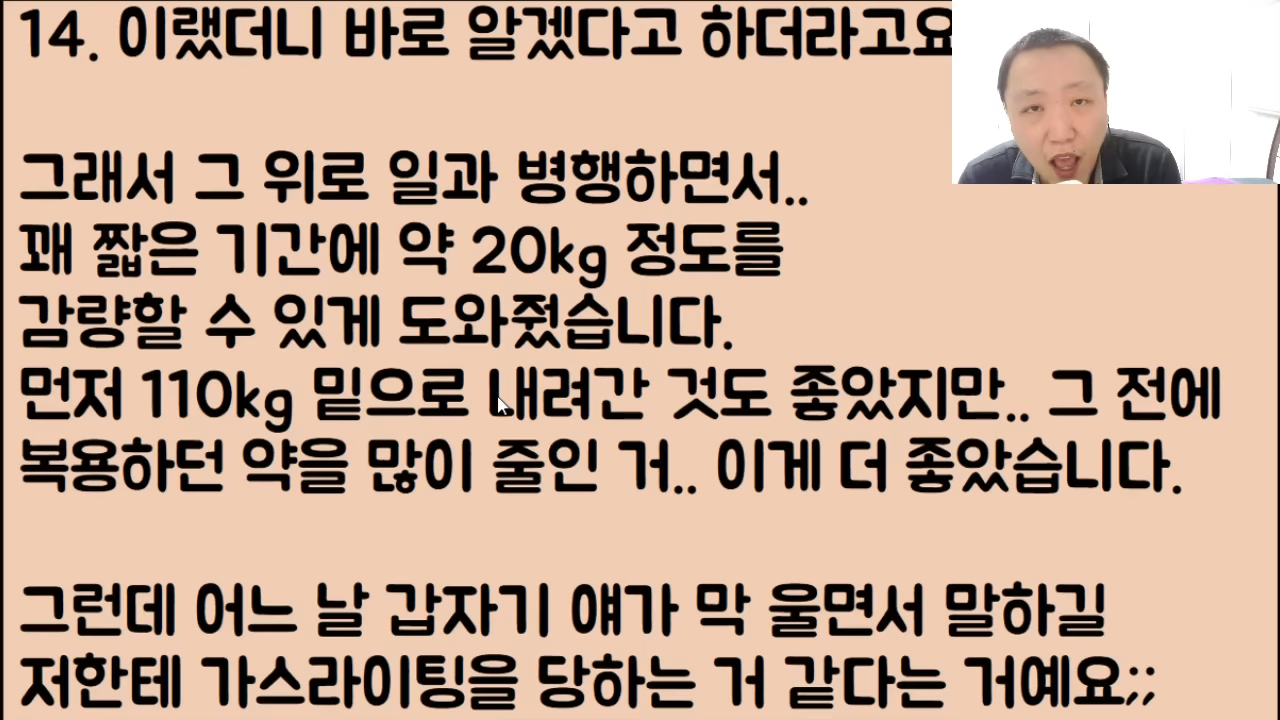 14. 이랬더니 바로 알겠다고 하더라고요
그래서 그 뒤로 일과 병행하면서..
꽤 짧은 기간에 약 20kg 정도를
감량할 수 있게 도와줬습니다.
먼저 110kg 밑으로 내려간 것도 좋았지만.. 그 전에
복용하던 약을 많이 줄인 거.. 이게 더 좋았습니다.
그런데 어느 날 갑자기 얘가 막 울면서 말하길
저한테 가스라이팅을 당하는 거 같다는 거예요;;